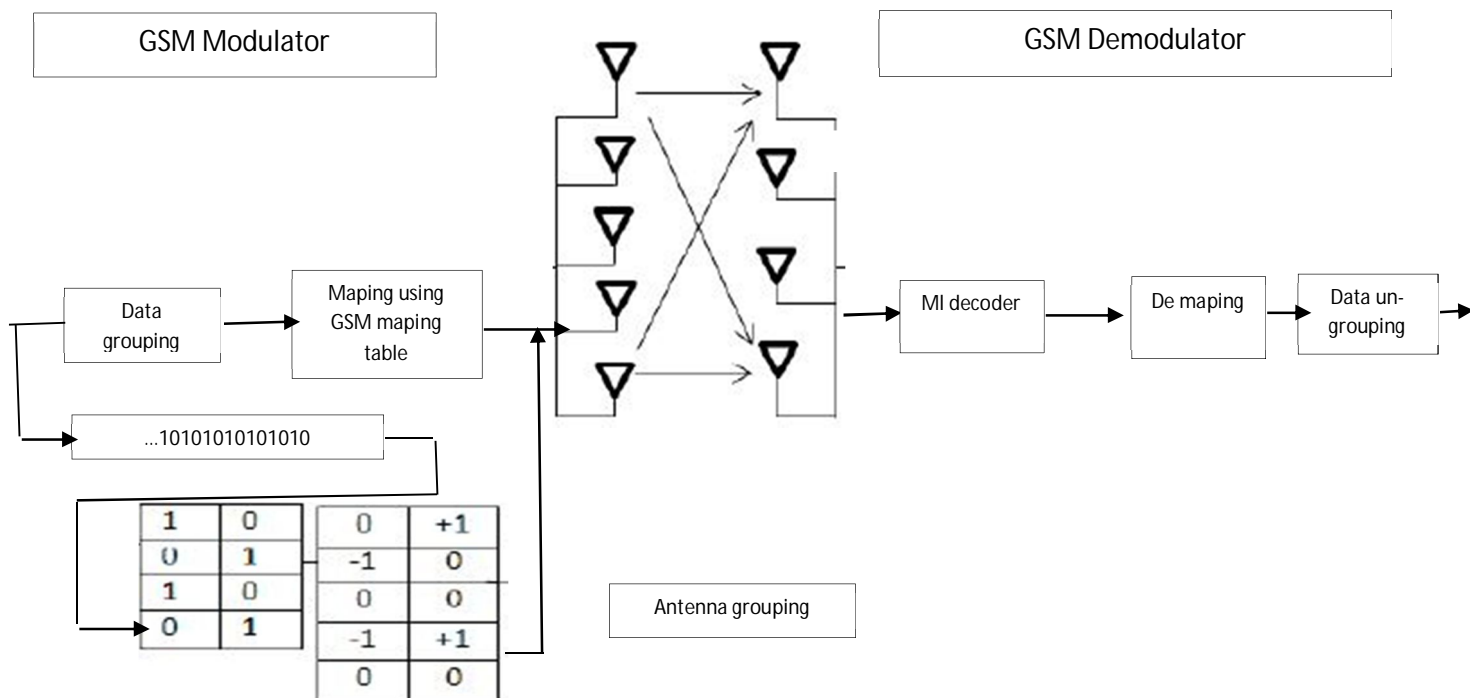 GSM Modulator
GSM Demodulator
Data
grouping
Maping using
GSM maping
table
MI decoder
De maping
Data un-
grouping
...10101010101010
1 0
0 1
1 0
0 1
0 +1
-1 0
0 0
-1 +1
0 0
Antenna grouping